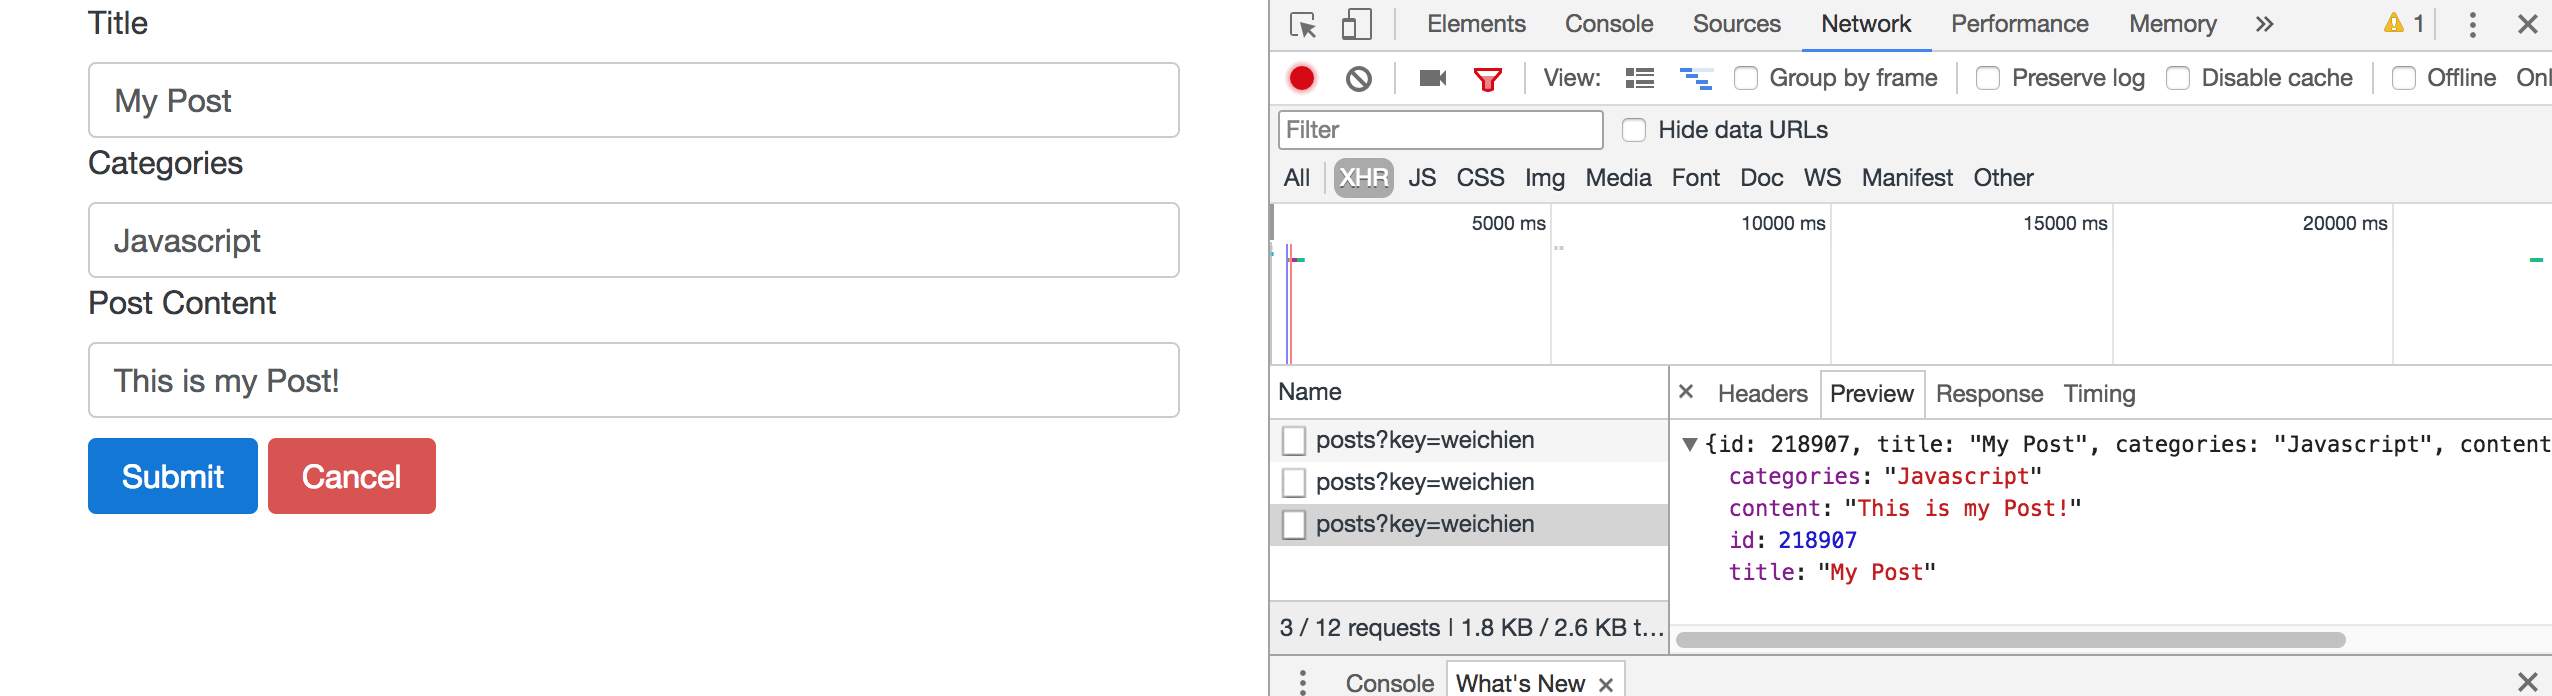 Title
My Post
Categories
Javascript
Post Content
This is my Post!
Submit Cancel
Elements Console Sources Network Performance Memory » 1
View: Group by frame Preserve log Disable cache Offline Onl
Filter Hide data URLs
All XHR JS CSS Img Media Font Doc WS Manifest Other
5000 ms 10000 ms 15000 ms 20000 ms
Name
posts?key=weichien
posts?key=weichien
posts?key=weichien
3 / 12 requests | 1.8 KB / 2.6 KB t...
× Headers Preview Response Timing
▼{id: 218907, title: "My Post", categories: "Javascript", content
categories: "Javascript"
content: "This is my Post!"
id: 218907
title: "My Post"
Console What's New ×